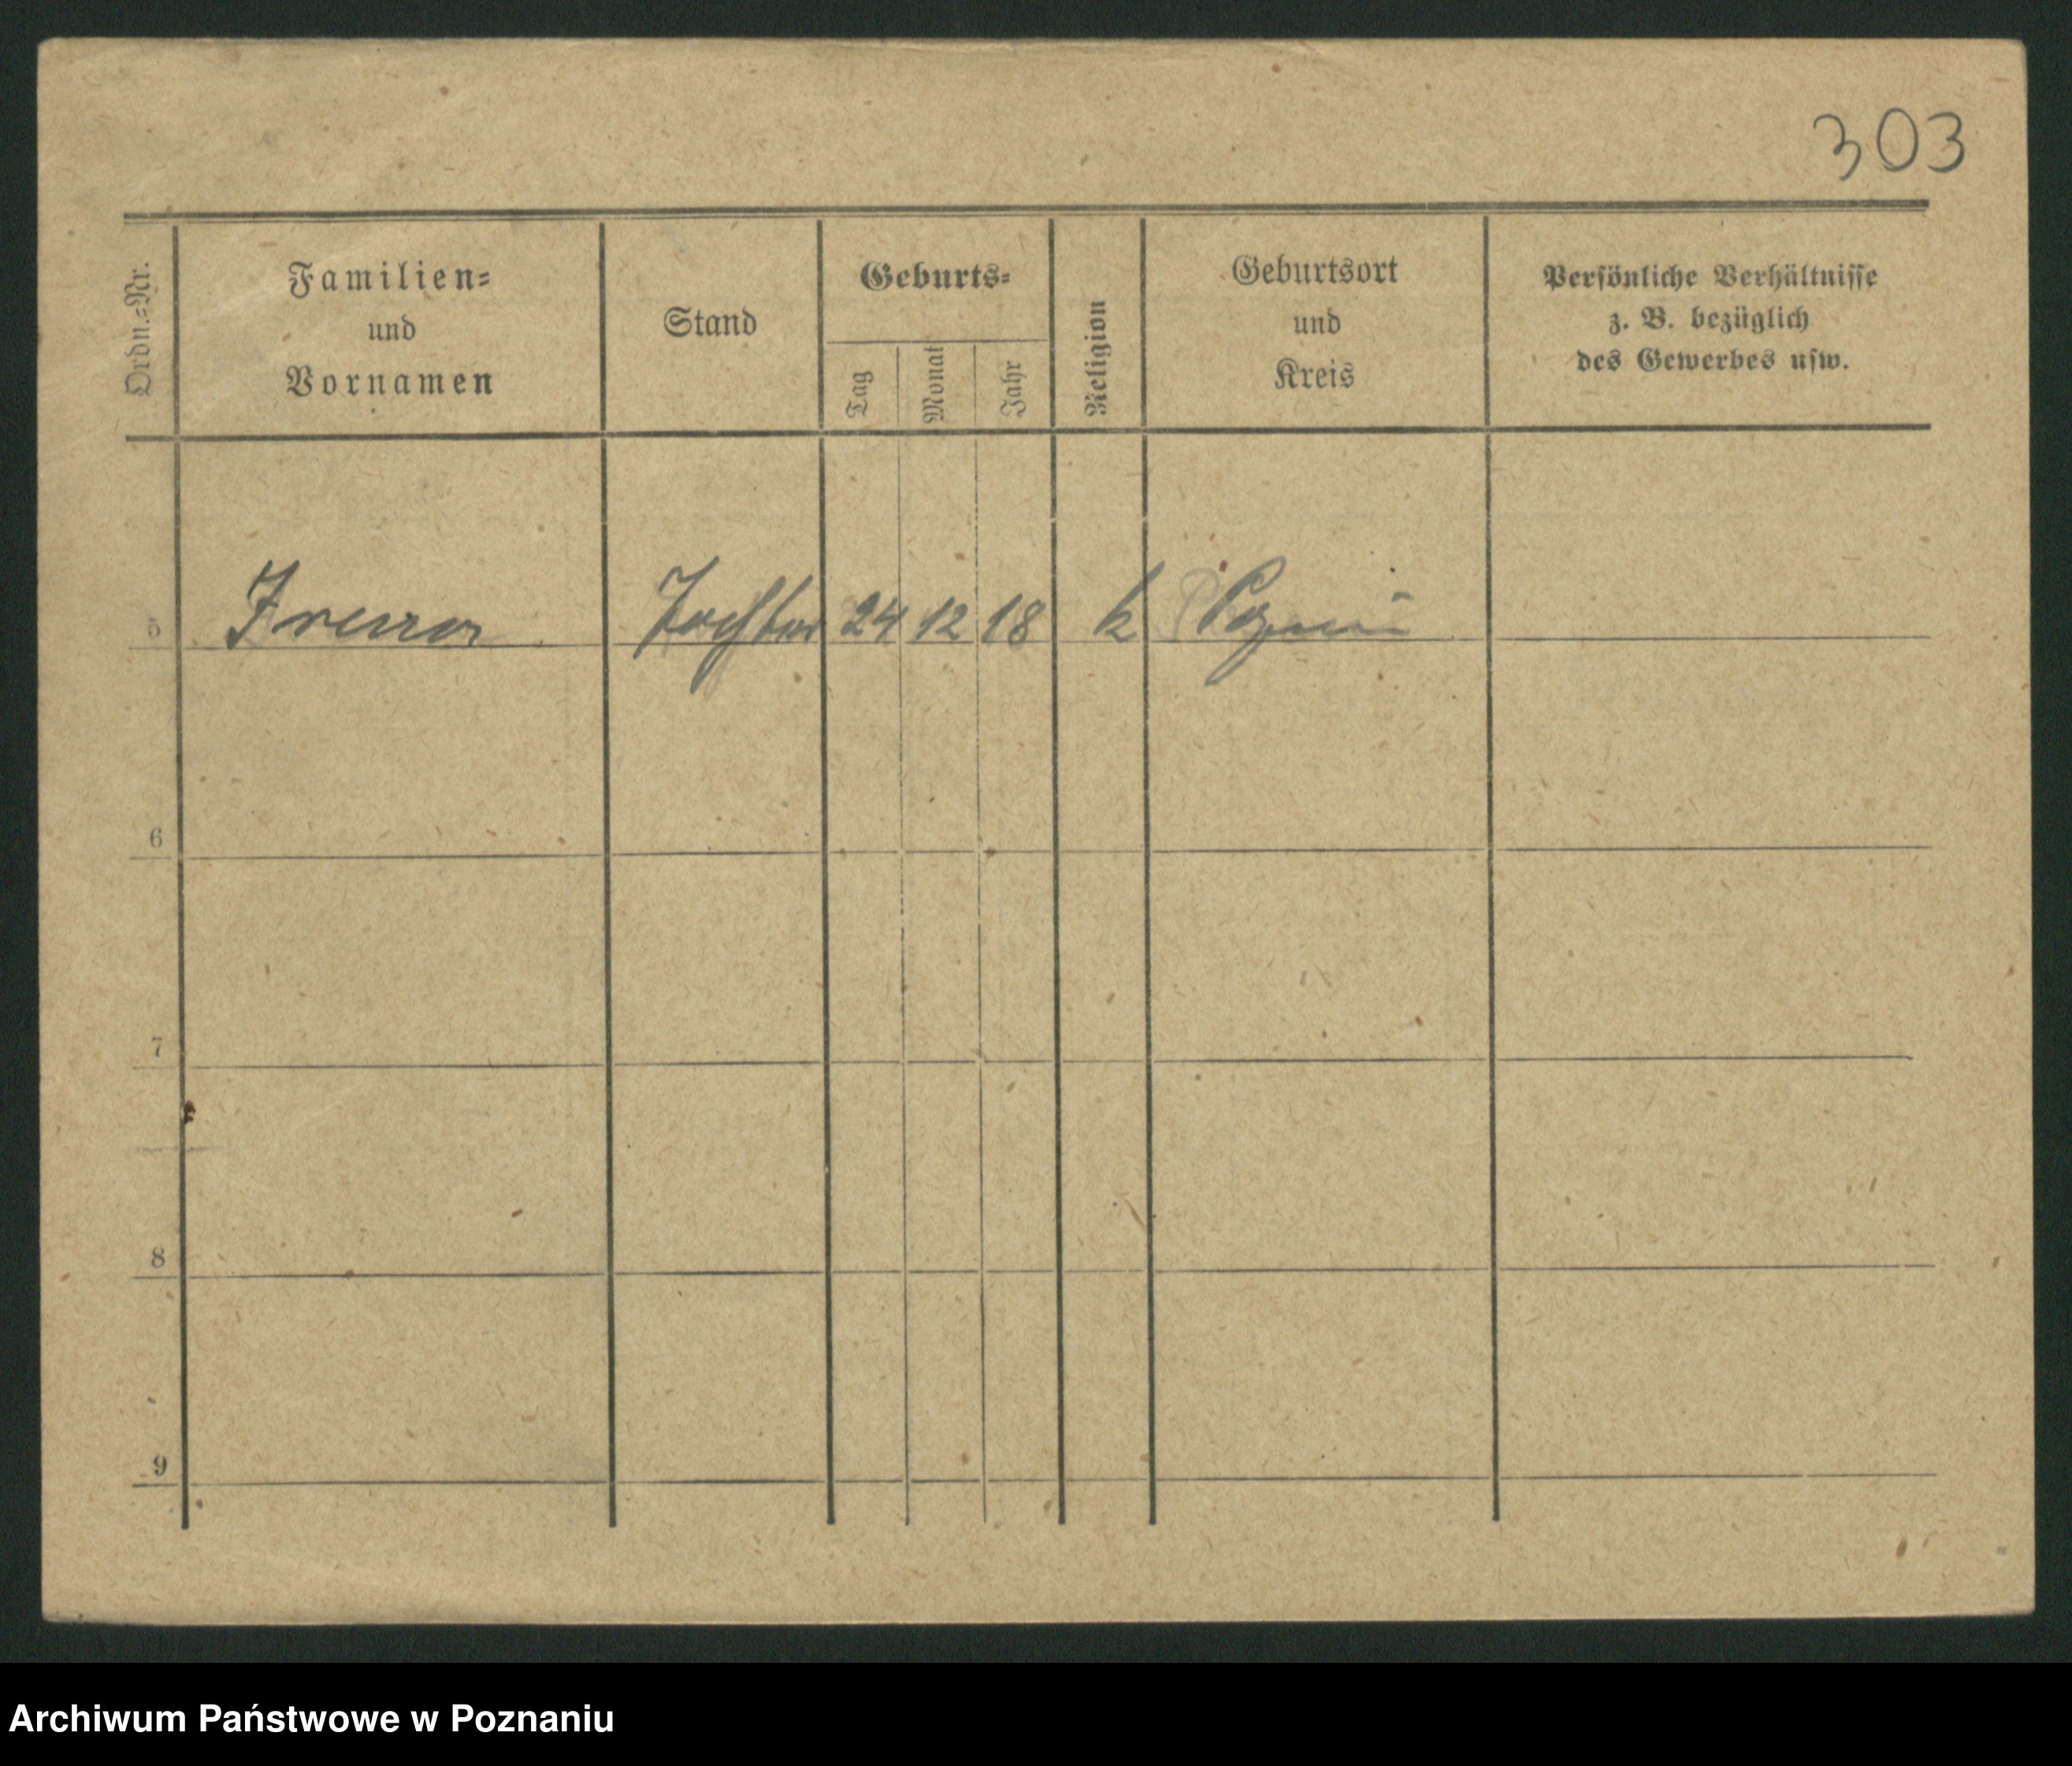 303
Ordn.=Nr.
Familien=
und
Vornamen
Stand
Geburts=
Tag
Monat
Jahr
Religion
Geburtsort
und
Kreis
Persönliche Verhältnisse
z. B. bezüglich
des Gewerbes usw.
5 Irena Tochter 24 12 18 k
6
7
8
9
Archiwum Państwowe w Poznaniu